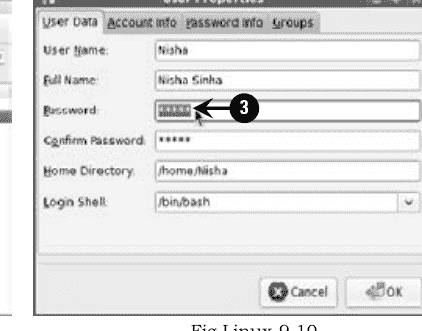 User Properties
User Data Account Info Password Info Groups
User Name: Nisha
Full Name: Nisha Sinha
Password: ***** 3
Confirm Password: *****
Home Directory: /home/Nisha
Login Shell: /bin/bash
Cancel OK
Fig Linux-9.10